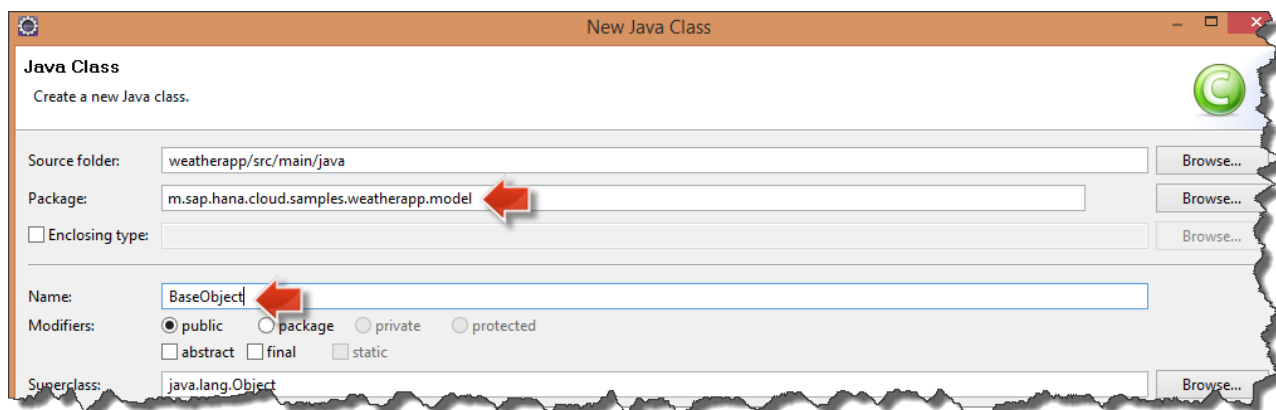 New Java Class
Java Class
Create a new Java class.
C
Source folder: weatherapp/src/main/java Browse...
Package: m.sap.hana.cloud.samples.weatherapp.model Browse...
Enclosing type: Browse...
Name: BaseObject
Modifiers: public package private protected
abstract final static
Superclass: java.lang.Object Browse...